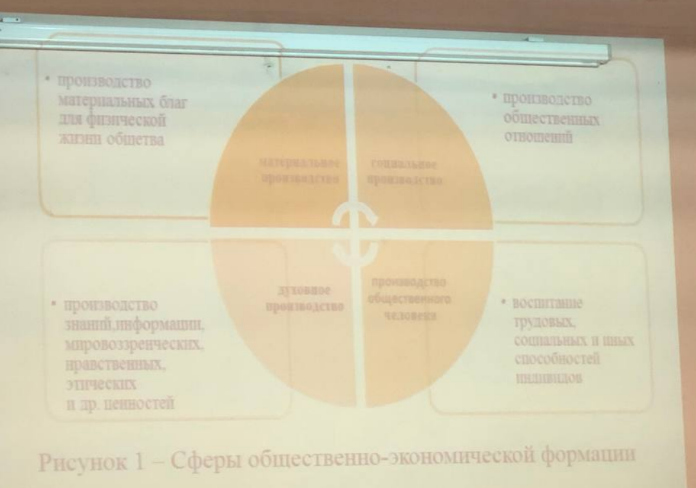 • производство
материальных благ
для физической
жизни общетва
материальное
производство
социальное
производство
• производство
общественных
отношений
• производство
знаний,информации,
мировоззренческих,
нравственных,
этических
и др. ценностей
духовное
производство
производство
общественного
человека
• воспитание
трудовых,
социальных и иных
способностей
индивидов
Рисунок 1 – Сферы общественно-экономической формации